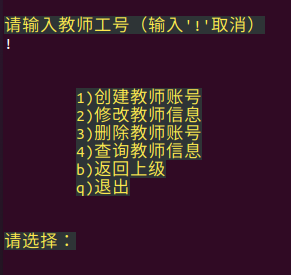 请输入教师工号（输入'!'取消）
!
1)创建教师账号
2)修改教师信息
3)删除教师账号
4)查询教师信息
b)返回上级
q)退出
请选择：